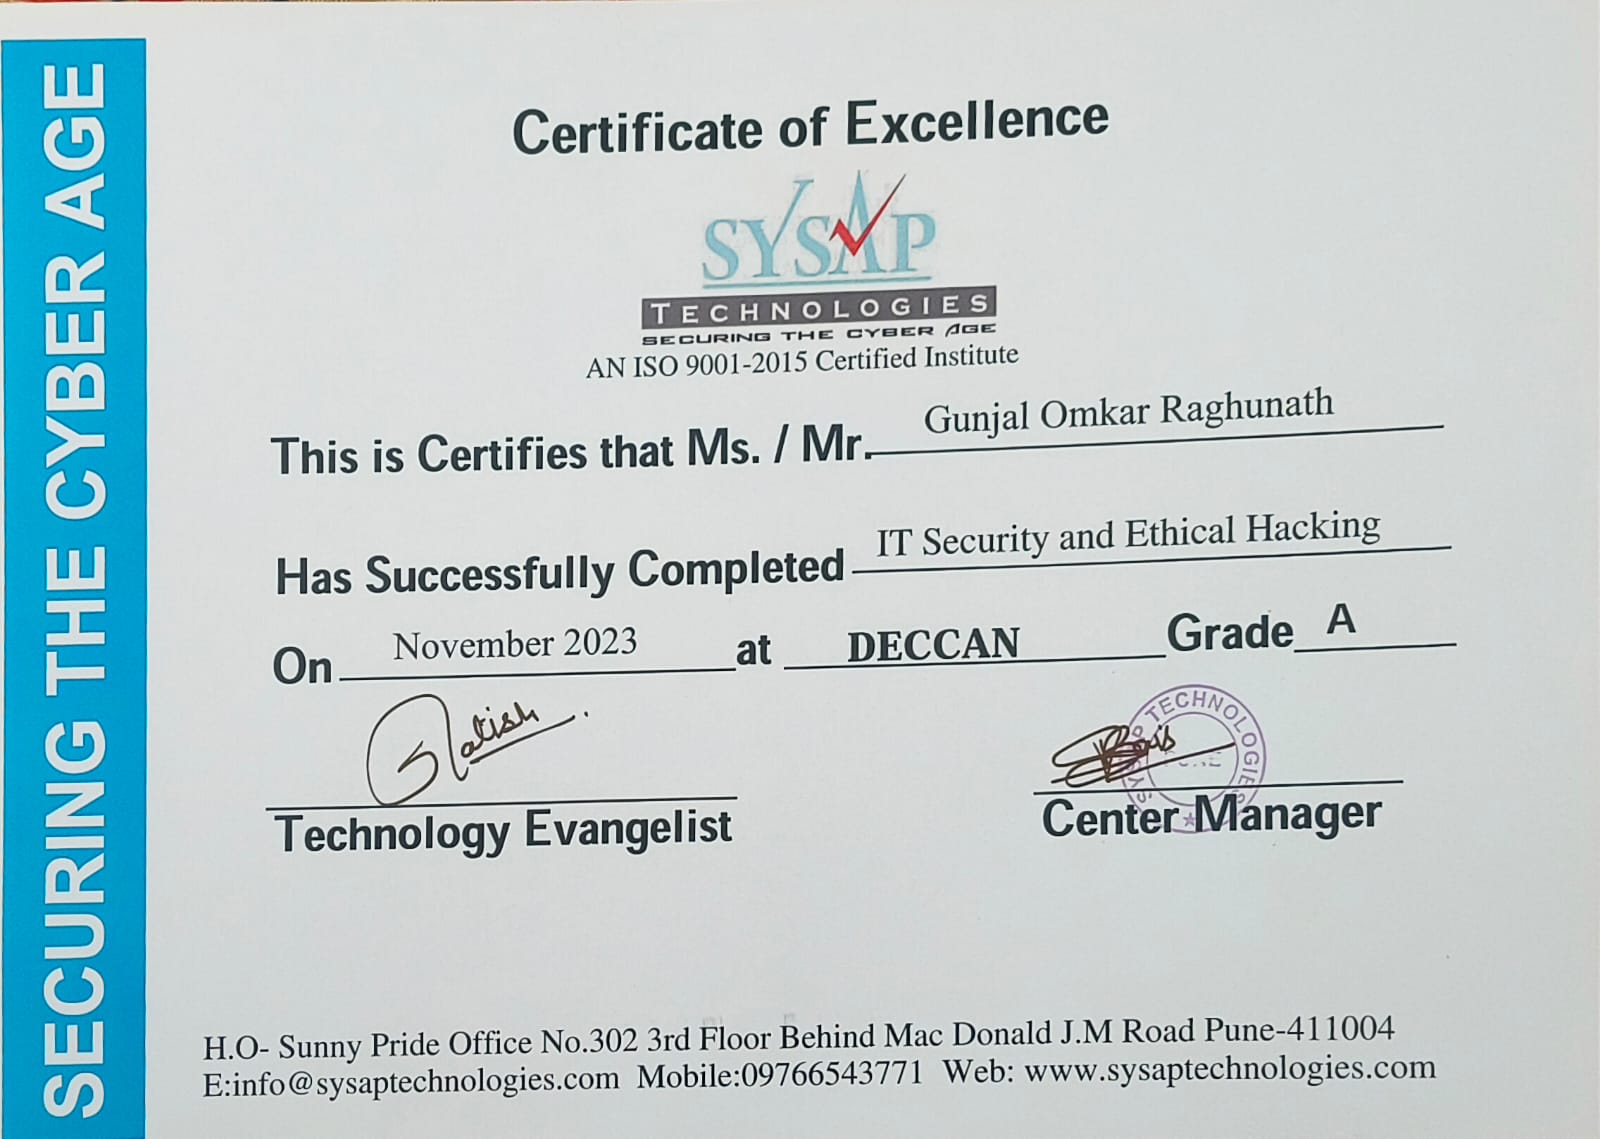 SECURING THE CYBER AGE
Certificate of Excellence
SYSAP
TECHNOLOGIES
SECURING THE CYBER AGE
AN ISO 9001-2015 Certified Institute
This is Certifies that Ms. / Mr. Gunjal Omkar Raghunath
Has Successfully Completed IT Security and Ethical Hacking
On November 2023 at DECCAN Grade A
Satish
SYSAP TECHNOLOGIES
Technology Evangelist Center Manager
H.O- Sunny Pride Office No.302 3rd Floor Behind Mac Donald J.M Road Pune-411004
E:info@sysaptechnologies.com Mobile:09766543771 Web: www.sysaptechnologies.com